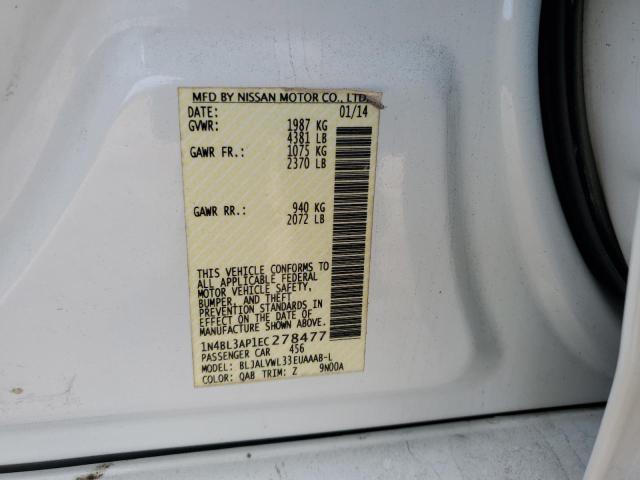 MFD BY NISSAN MOTOR CO., LTD.
DATE: 01/14
GVWR: 1987 KG
4381 LB
GAWR FR.: 1075 KG
2370 LB
GAWR RR.: 940 KG
2072 LB
THIS VEHICLE CONFORMS TO
ALL APPLICABLE FEDERAL
MOTOR VEHICLE SAFETY,
BUMPER, AND THEFT
PREVENTION STANDARDS IN
EFFECT ON THE DATE OF
MANUFACTURE SHOWN ABOVE.
1N4BL3AP1EC278477
PASSENGER CAR 456
MODEL: BLJALVWL33EUAAAB-L
COLOR: QAB TRIM: Z 9N00A